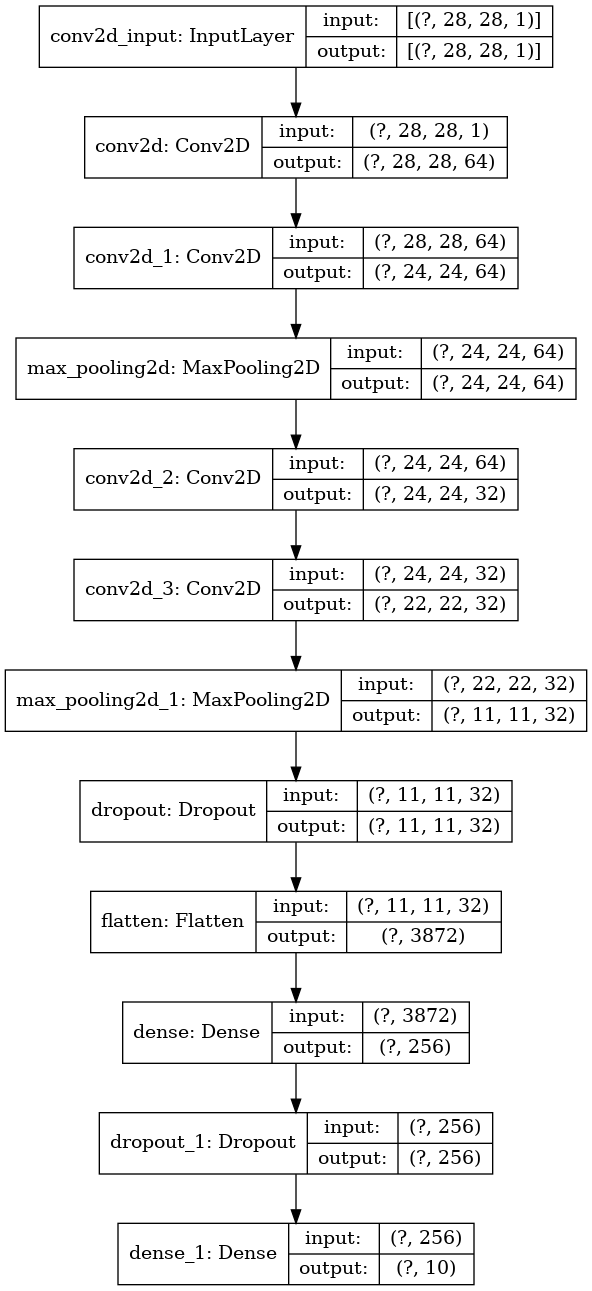 conv2d_input: InputLayer
input: [(?, 28, 28, 1)]
output: [(?, 28, 28, 1)]
conv2d: Conv2D
input: (?, 28, 28, 1)
output: (?, 28, 28, 64)
conv2d_1: Conv2D
input: (?, 28, 28, 64)
output: (?, 24, 24, 64)
max_pooling2d: MaxPooling2D
input: (?, 24, 24, 64)
output: (?, 24, 24, 64)
conv2d_2: Conv2D
input: (?, 24, 24, 64)
output: (?, 24, 24, 32)
conv2d_3: Conv2D
input: (?, 24, 24, 32)
output: (?, 22, 22, 32)
max_pooling2d_1: MaxPooling2D
input: (?, 22, 22, 32)
output: (?, 11, 11, 32)
dropout: Dropout
input: (?, 11, 11, 32)
output: (?, 11, 11, 32)
flatten: Flatten
input: (?, 11, 11, 32)
output: (?, 3872)
dense: Dense
input: (?, 3872)
output: (?, 256)
dropout_1: Dropout
input: (?, 256)
output: (?, 256)
dense_1: Dense
input: (?, 256)
output: (?, 10)